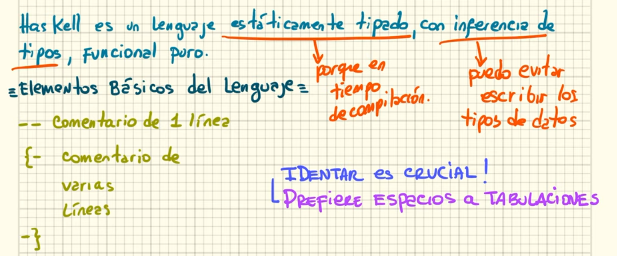 Haskell es un lenguaje estáticamente tipado, con inferencia de
tipos, funcional puro.
porque en
tiempo
de compilación.
puedo evitar
escribir los
tipos de datos
=Elementos Básicos del Lenguaje=
-- Comentario de 1 línea
{- comentario de
varias
Líneas
-}
IDENTAR es CRUCIAL!
PREFIERE ESPACIOS a TABULACIONES